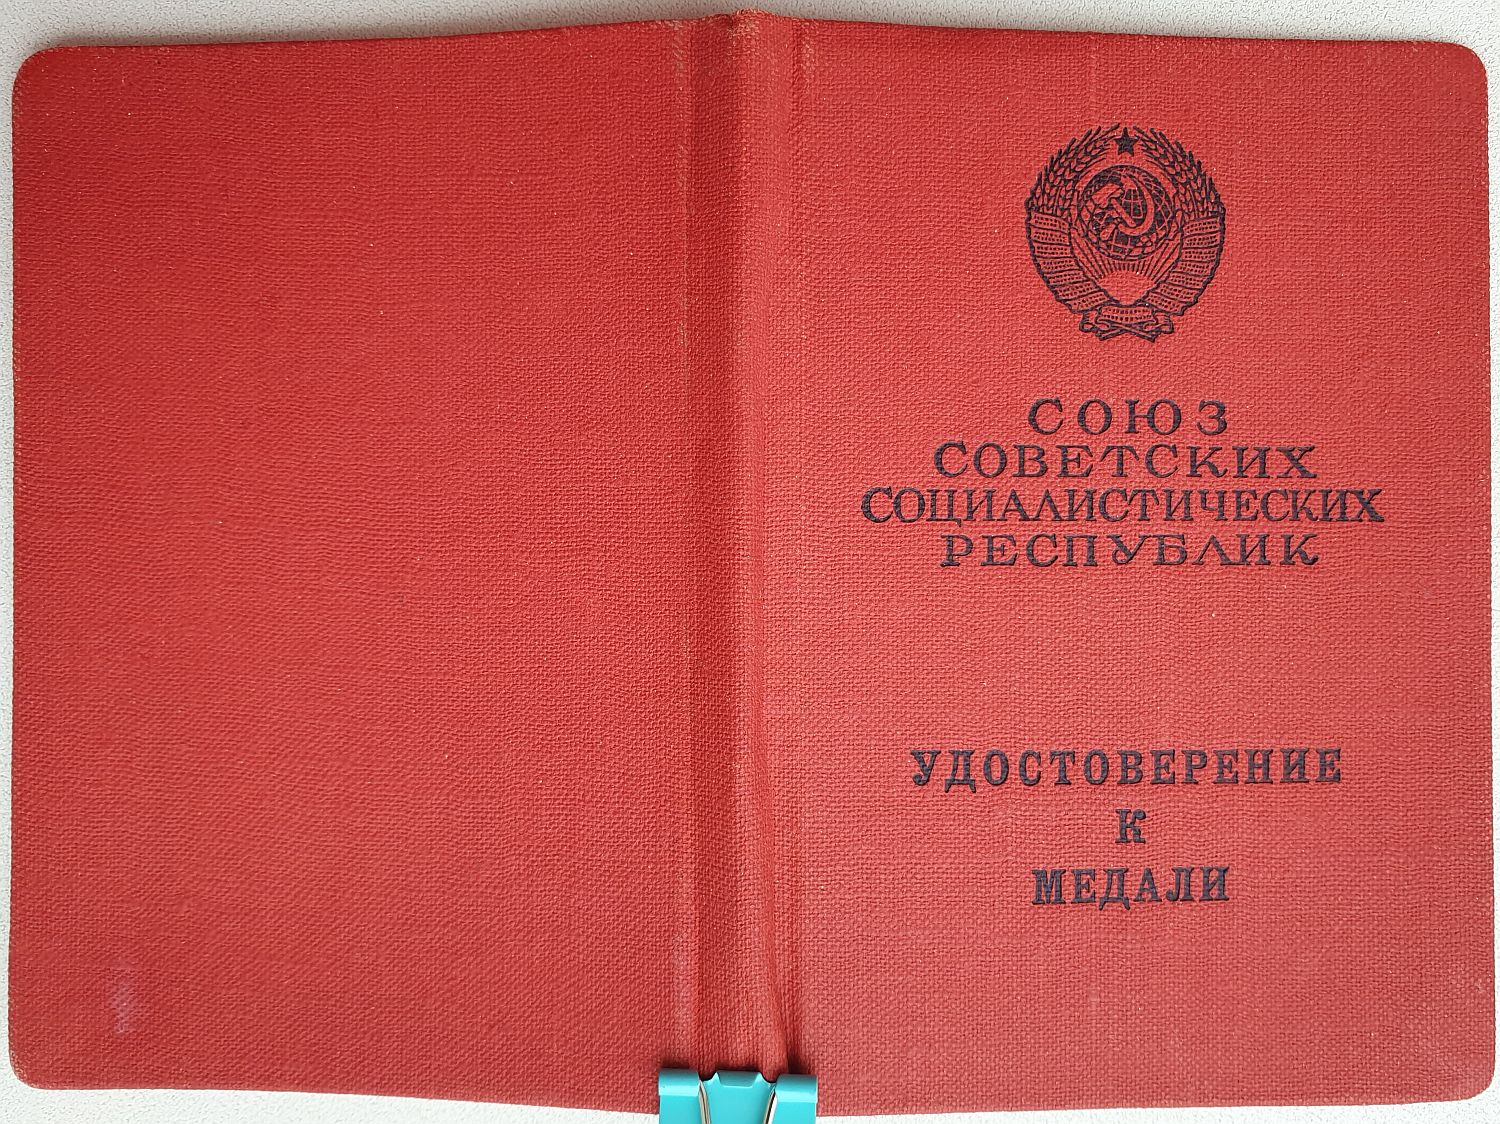 СОЮЗ
СОВЕТСКИХ
СОЦИАЛИСТИЧЕСКИХ
РЕСПУБЛИК
УДОСТОВЕРЕНИЕ
К
МЕДАЛИ